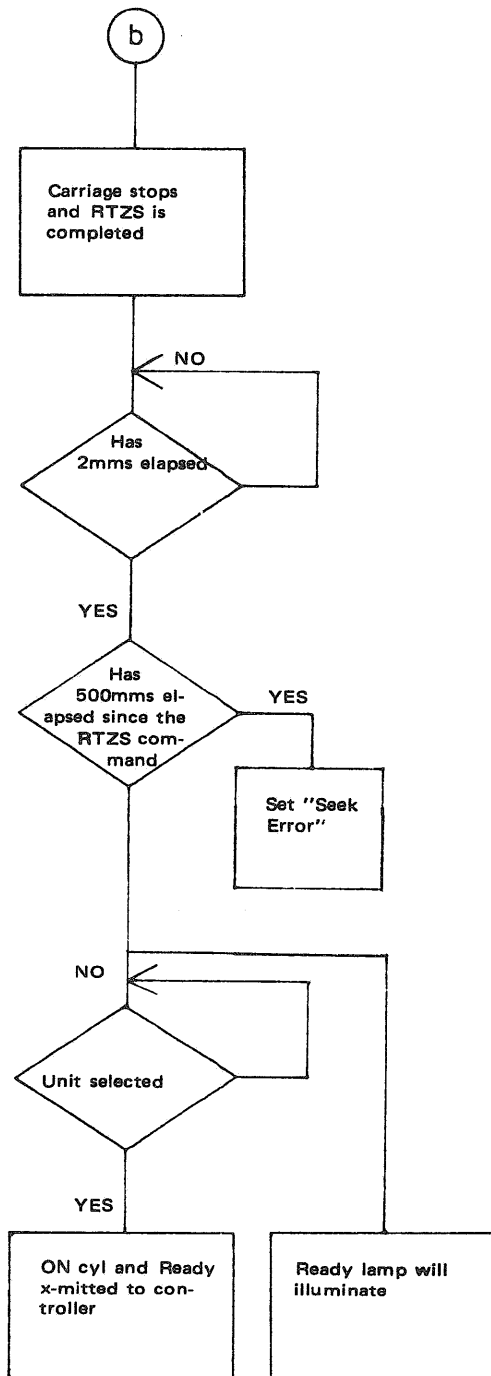 b
Carriage stops
and RTZS is
completed
NO
Has
2mms elapsed
YES
Has
500mms el-
apsed since the
RTZS com-
mand
YES
Set "Seek
Error"
NO
Unit selected
YES
ON cyl and Ready
x-mitted to con-
troller
Ready lamp will
illuminate